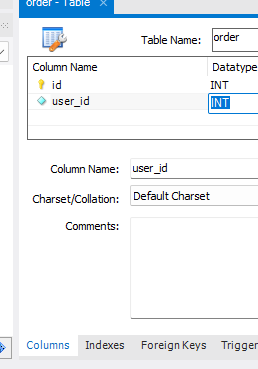 order - Table
Table Name: order
Column Name Datatype
id INT
user_id INT
Column Name: user_id
Charset/Collation: Default Charset
Comments:
Columns Indexes Foreign Keys Trigger